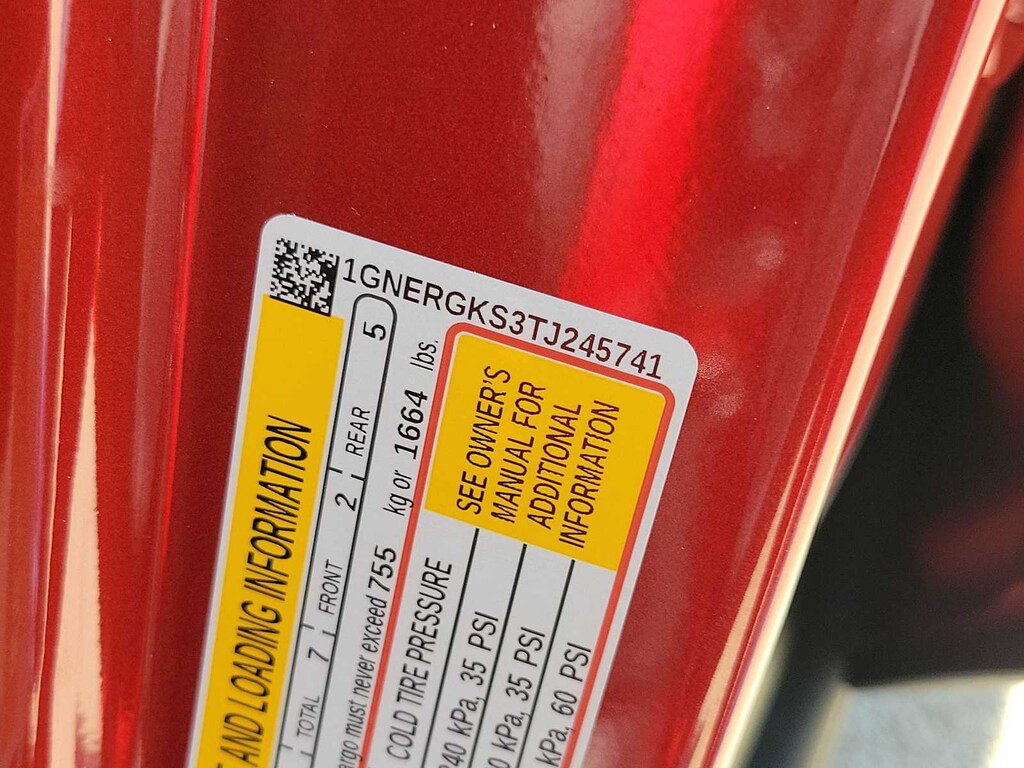 1GNERGKS3TJ245741
AND LOADING INFORMATION
TOTAL 7 FRONT 2 REAR 5
must never exceed 755 kg or 1664 lbs.
COLD TIRE PRESSURE
240 kPa, 35 PSI
kPa, 35 PSI
kPa, 60 PSI
SEE OWNER'S
MANUAL FOR
ADDITIONAL
INFORMATION